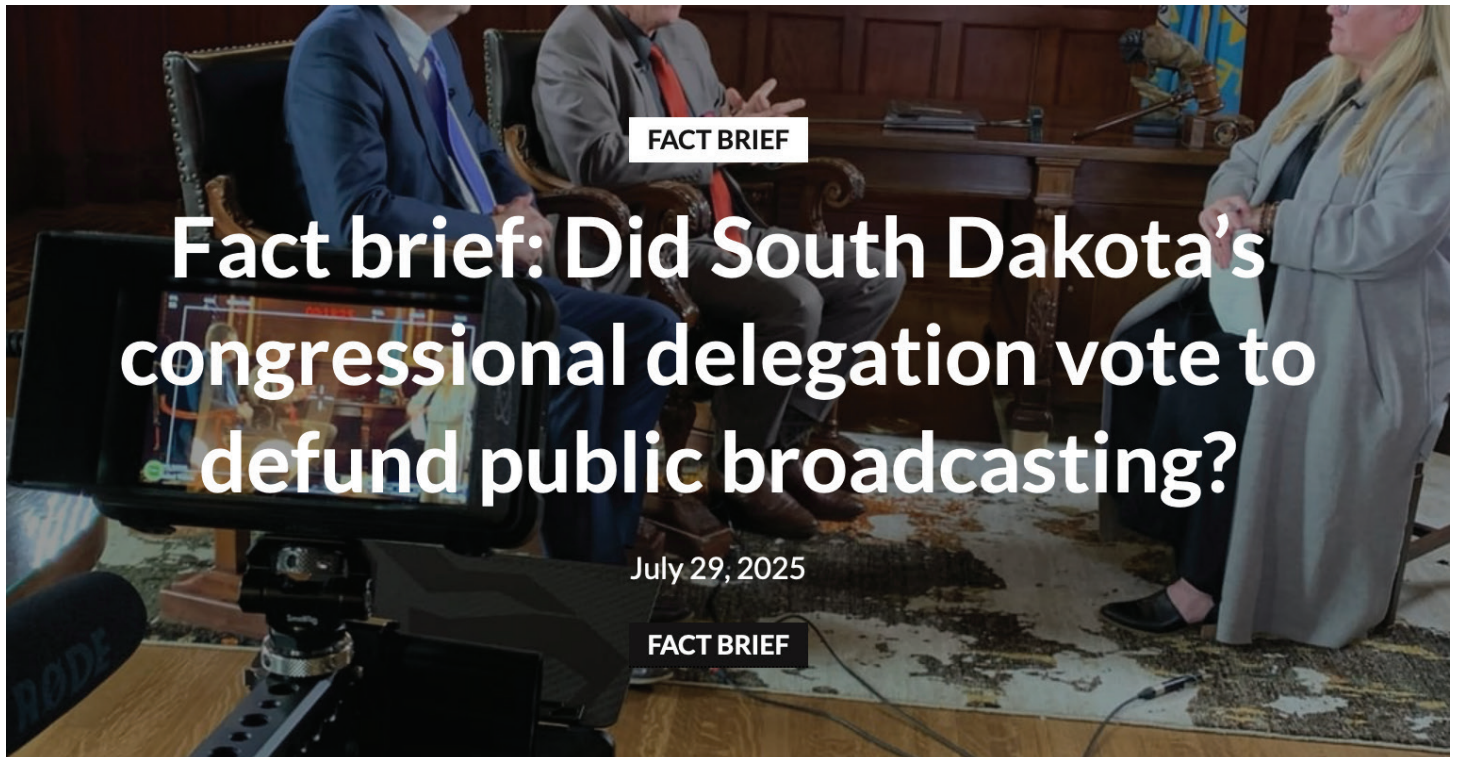 FACT BRIEF
Fact brief: Did South Dakota’s
congressional delegation vote to
defund public broadcasting?
July 29, 2025
FACT BRIEF
RØDE